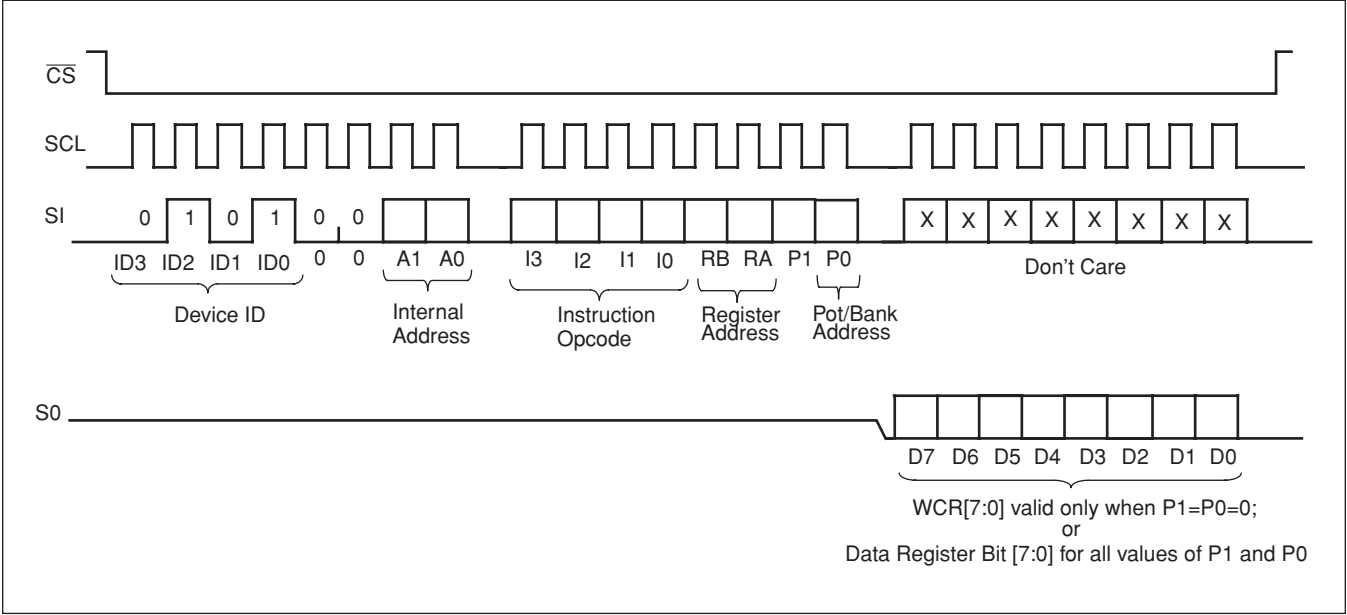 CS
SCL
SI
0 1 0 1 0 0
X X X X X X X X
ID3 ID2 ID1 ID0 0 0 A1 A0 I3 I2 I1 I0 RB RA P1 P0
Device ID
Internal
Address
Instruction
Opcode
Register
Address
Pot/Bank
Address
Don't Care
S0
D7 D6 D5 D4 D3 D2 D1 D0
WCR[7:0] valid only when P1=P0=0;
or
Data Register Bit [7:0] for all values of P1 and P0